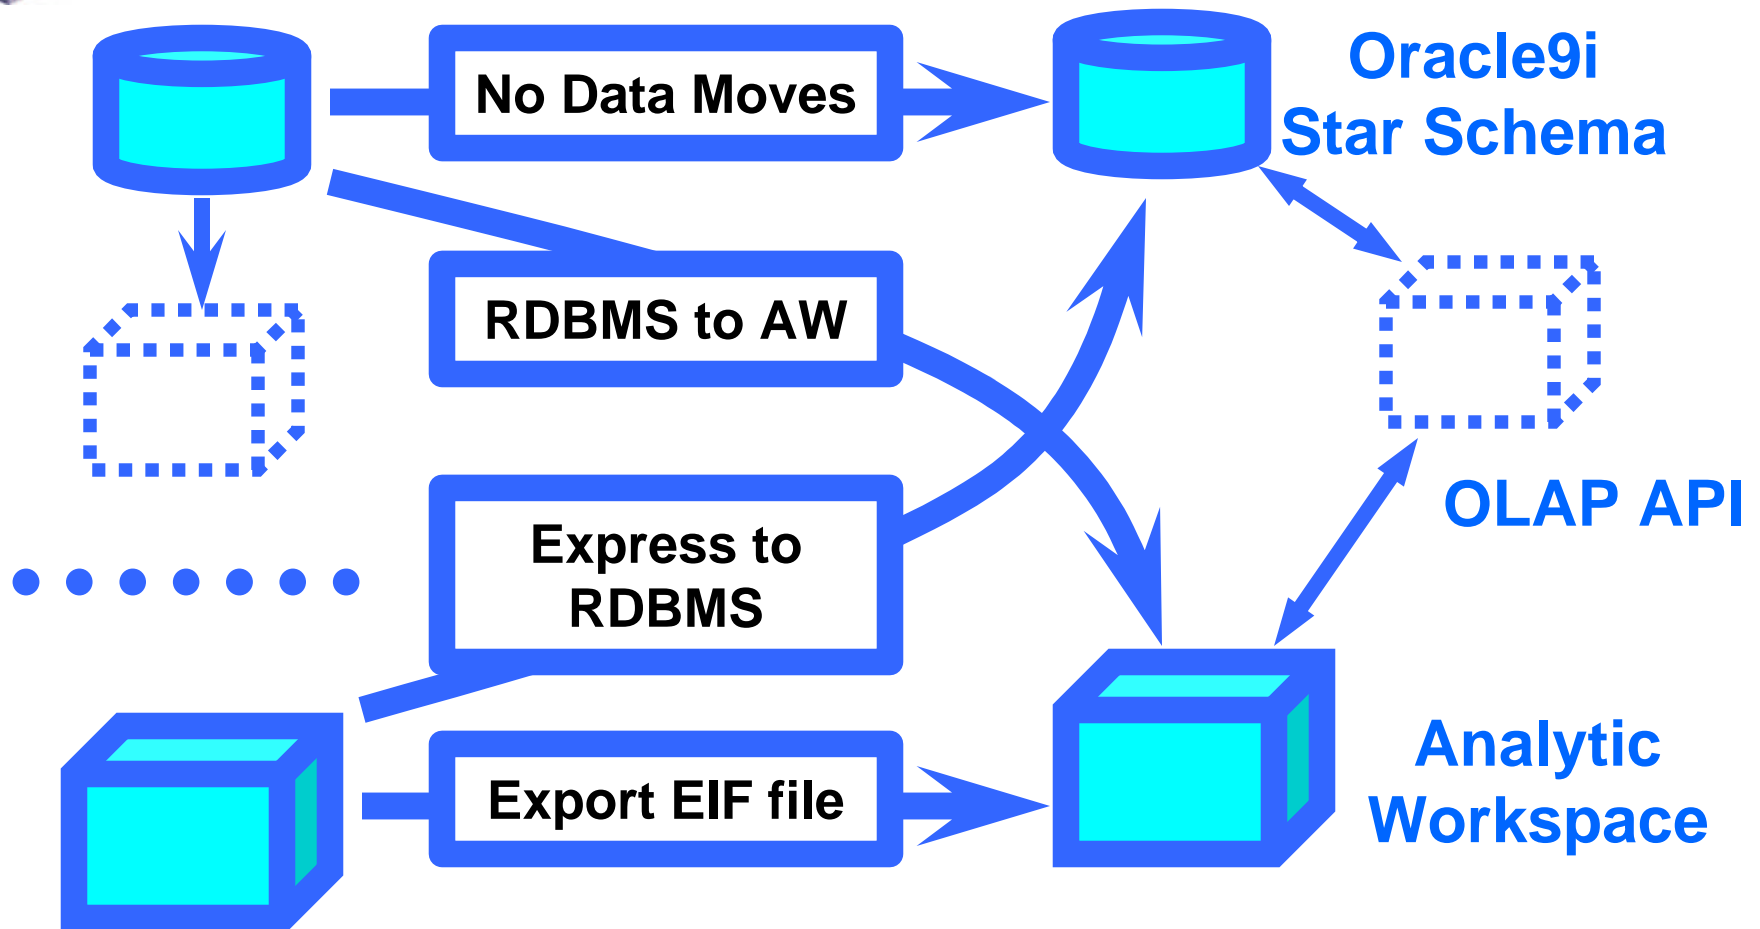 No Data Moves
Oracle9i
Star Schema
RDBMS to AW
OLAP API
Express to
RDBMS
Export EIF file
Analytic
Workspace